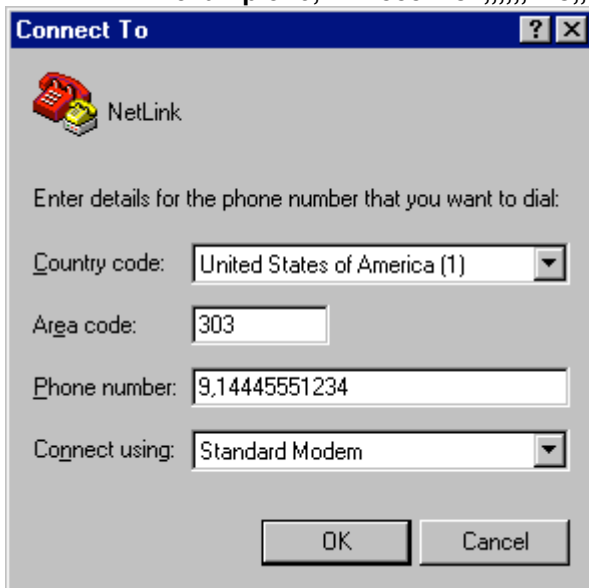 Connect To
NetLink
Enter details for the phone number that you want to dial:
Country code: United States of America (1)
Area code: 303
Phone number: 9,14445551234
Connect using: Standard Modem
OK Cancel